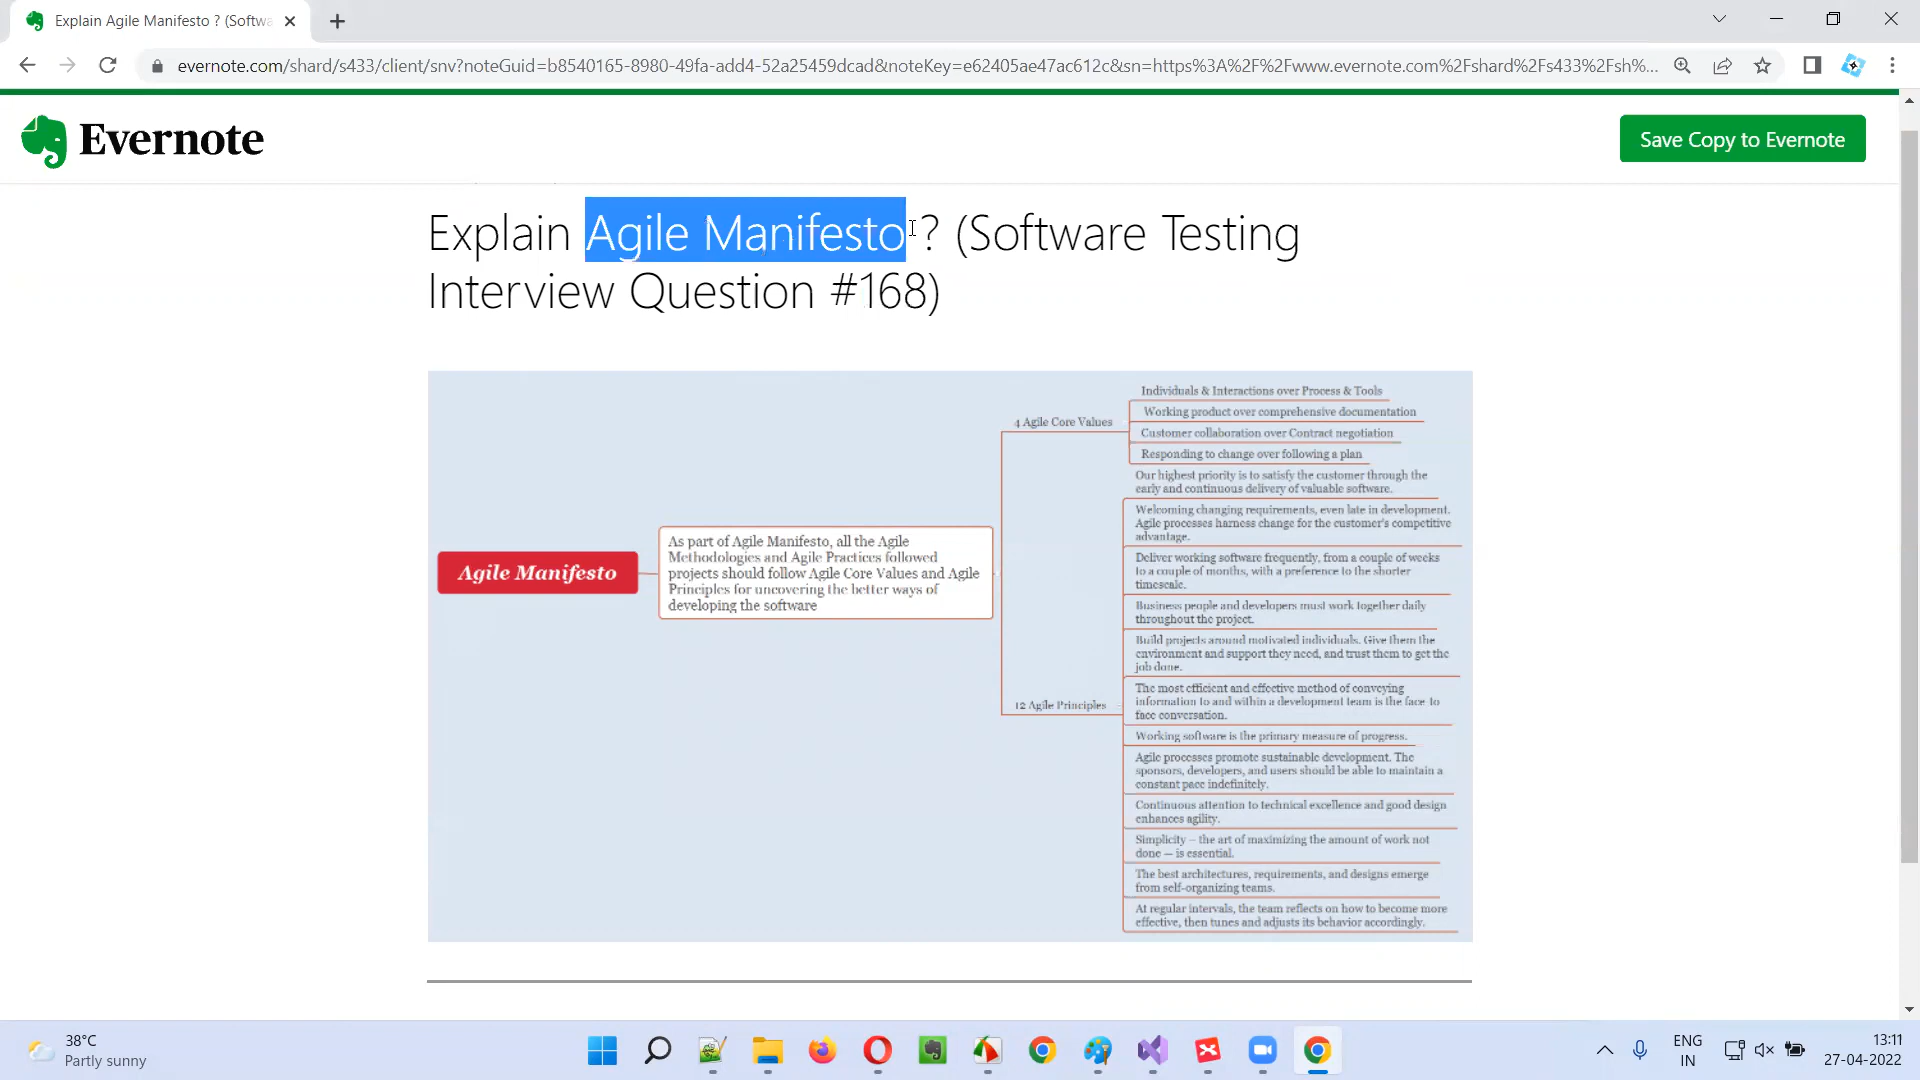 Explain Agile Manifesto ? (Softwa
evernote.com/shard/s433/client/snv?noteGuid=b8540165-8980-49fa-add4-52a25459dcad&noteKey=e62405ae47ac612c&sn=https%3A%2F%2Fwww.evernote.com%2Fshard%2Fs433%2Fsh%...
Evernote
Save Copy to Evernote
Explain Agile Manifesto ? (Software Testing
Interview Question #168)
Agile Manifesto
As part of Agile Manifesto, all the Agile
Methodologies and Agile Practices followed
projects should follow Agile Core Values and Agile
Principles for uncovering the better ways of
developing the software
4 Agile Core Values
Individuals & Interactions over Process & Tools
Working product over comprehensive documentation
Customer collaboration over Contract negotiation
Responding to change over following a plan
12 Agile Principles
Our highest priority is to satisfy the customer through the
early and continuous delivery of valuable software.
Welcoming changing requirements, even late in development.
Agile processes harness change for the customer's competitive
advantage.
Deliver working software frequently, from a couple of weeks
to a couple of months, with a preference to the shorter
timescale.
Business people and developers must work together daily
throughout the project.
Build projects around motivated individuals. Give them the
environment and support they need, and trust them to get the
job done.
The most efficient and effective method of conveying
information to and within a development team is the face to
face conversation.
Working software is the primary measure of progress.
Agile processes promote sustainable development. The
sponsors, developers, and users should be able to maintain a
constant pace indefinitely.
Continuous attention to technical excellence and good design
enhances agility.
Simplicity – the art of maximizing the amount of work not
done — is essential.
The best architectures, requirements, and designs emerge
from self-organizing teams.
At regular intervals, the team reflects on how to become more
effective, then tunes and adjusts its behavior accordingly.
38°C
Partly sunny
ENG
IN
13:11
27-04-2022